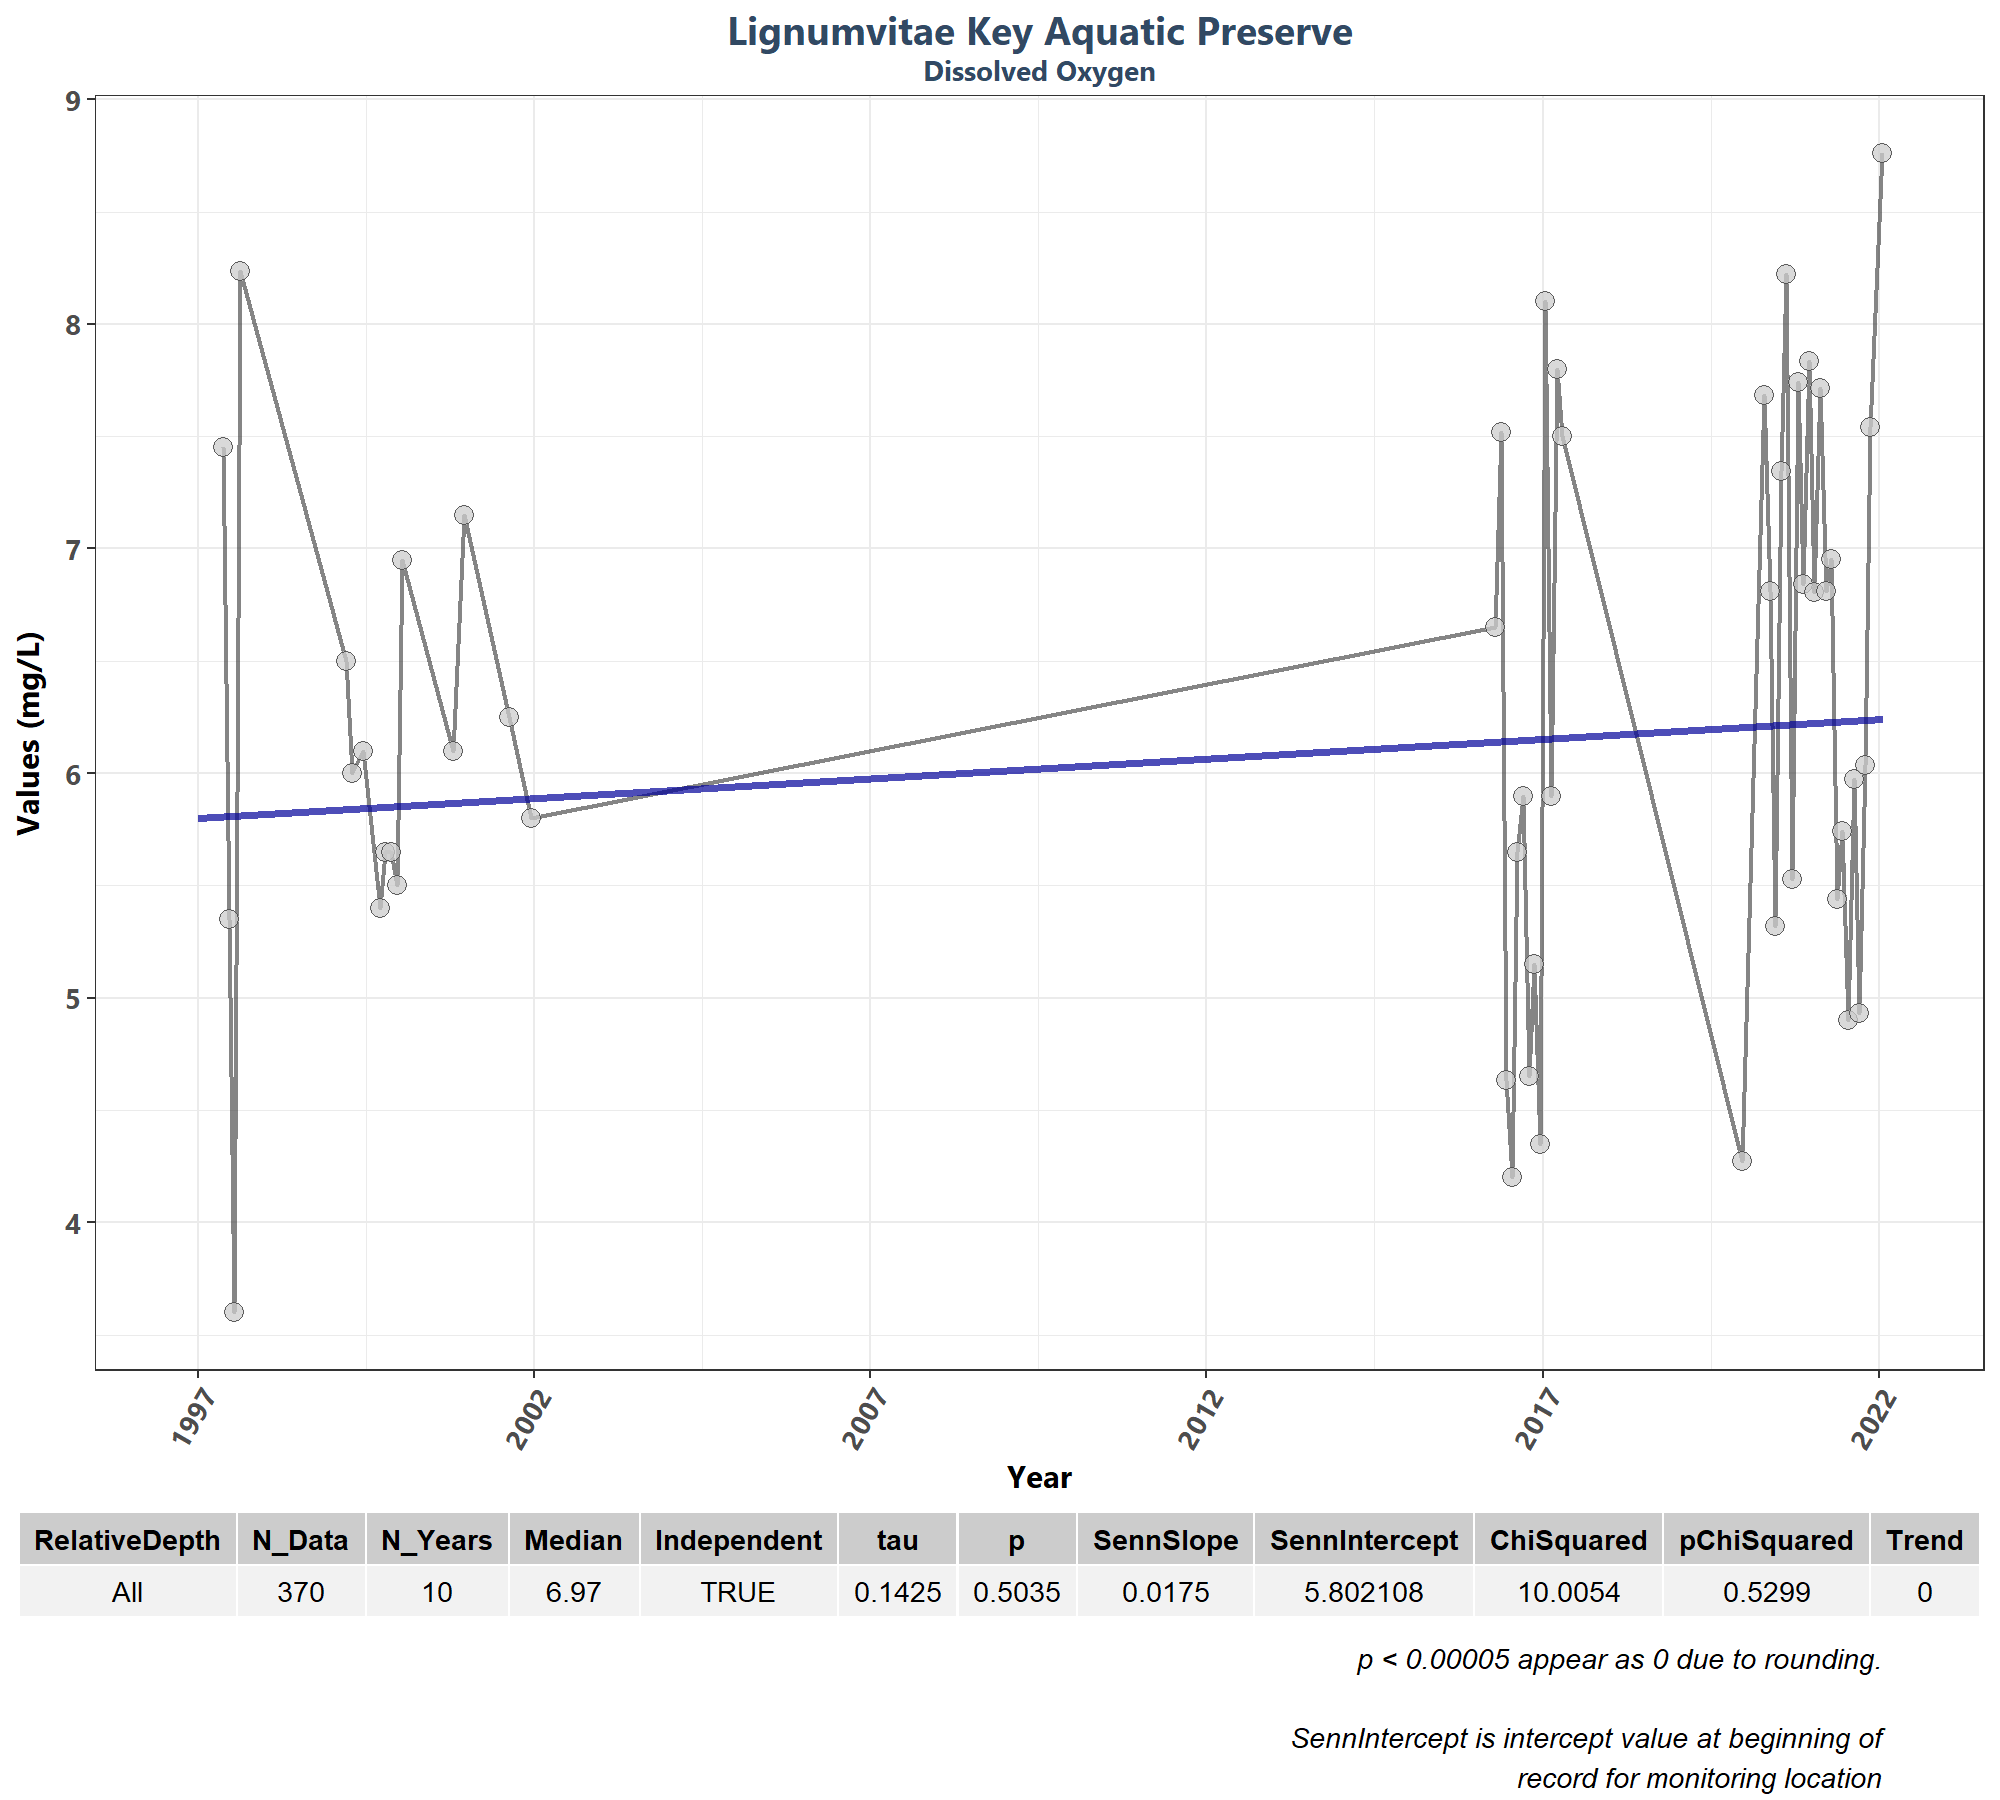 Lignumvitae Key Aquatic Preserve
Dissolved Oxygen
Values (mg/L)
9
8
7
6
5
4
1997 2002 2007 2012 2017 2022
Year
RelativeDepth N_Data N_Years Median Independent tau p SennSlope SennIntercept ChiSquared pChiSquared Trend
All 370 10 6.97 TRUE 0.1425 0.5035 0.0175 5.802108 10.0054 0.5299 0
p < 0.00005 appear as 0 due to rounding.
SennIntercept is intercept value at beginning of
record for monitoring location